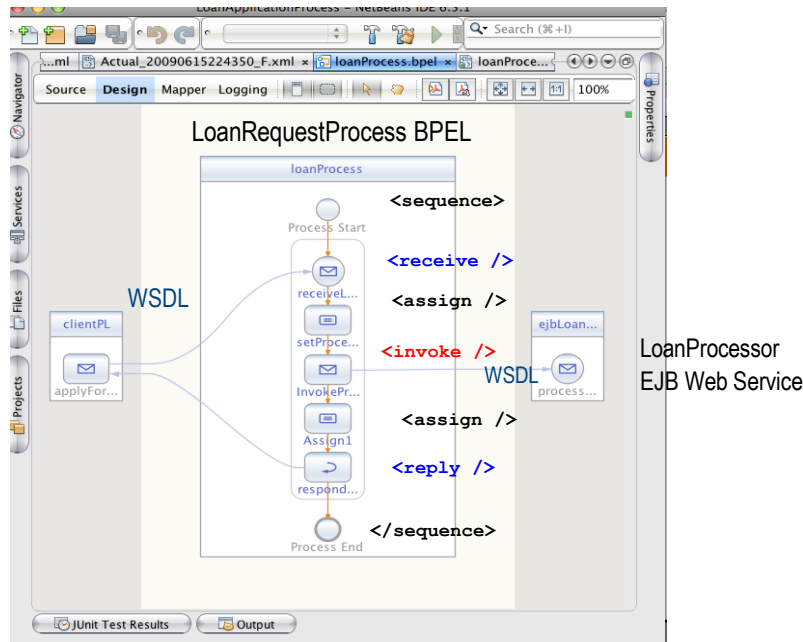 LoanApplicationProcess - NetBeans IDE 6.5.1
Search (⌘+I)
...ml
Actual_20090615224350_F.xml ×
loanProcess.bpel ×
loanProce...
Navigator
Services
Files
Projects
Properties
Source Design Mapper Logging 1:1 100%
LoanRequestProcess BPEL
loanProcess
<sequence>
Process Start
<receive />
receiveL...
WSDL
<assign />
setProce...
clientPL
applyFor...
<invoke />
InvokePr...
WSDL
ejbLoan...
process...
LoanProcessor
EJB Web Service
<assign />
Assign1
<reply />
respond...
</sequence>
Process End
JUnit Test Results
Output